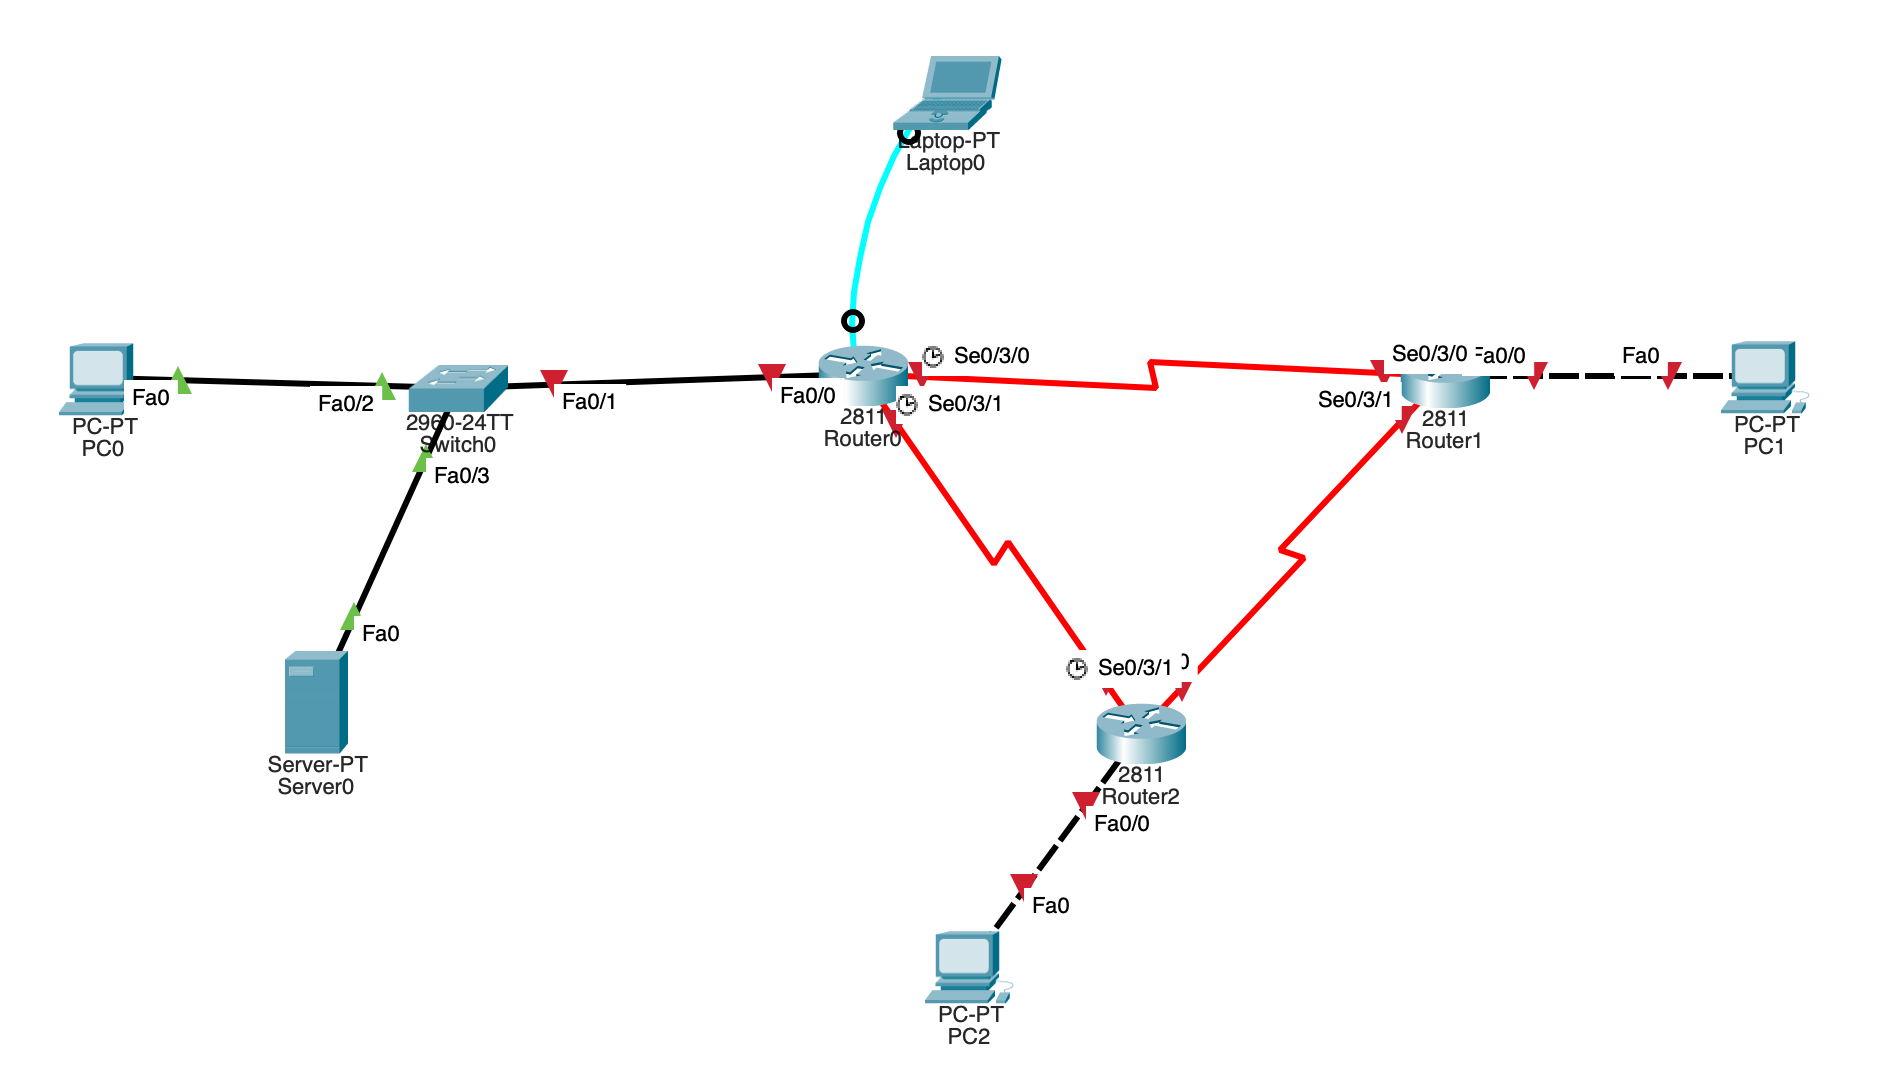 Laptop-PT
Laptop0
Se0/3/0
Se0/3/0
Fa0/0
Fa0
Fa0
Fa0/2
Fa0/1
Fa0/0
Se0/3/1
Se0/3/1
PC-PT
PC0
2960-24TT
Switch0
2811
Router0
2811
Router1
PC-PT
PC1
Fa0/3
Fa0
Se0/3/1
0
Server-PT
Server0
2811
Router2
Fa0/0
Fa0
PC-PT
PC2